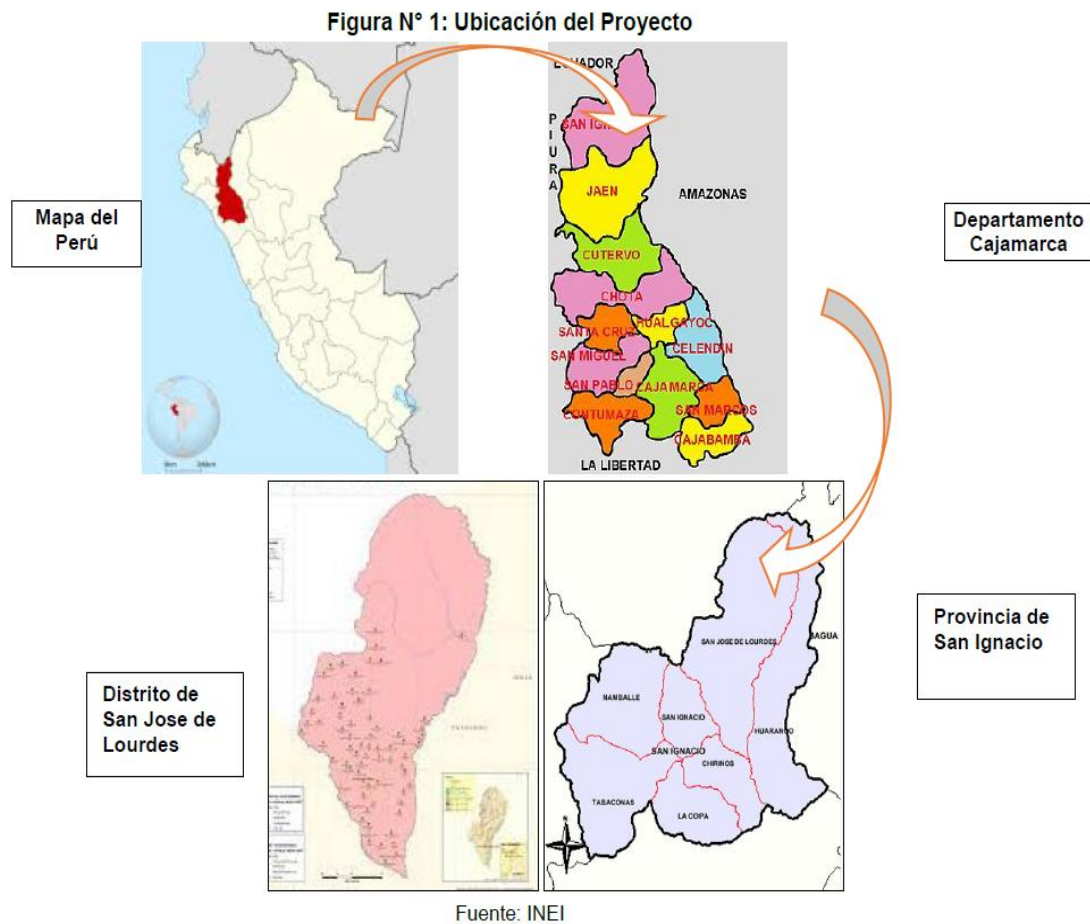 Figura N° 1: Ubicación del Proyecto
Mapa del
Perú
ECUADOR
PIURA
SAN IGN
JAEN
AMAZONAS
CUTERVO
CHOTA
HUALGAYOC
SANTA CRUZ
CELENDIN
SAN MIGUEL
SAN PABLO
CAJAMARCA
CONTUMAZA
SAN MARCOS
CAJABAMBA
LA LIBERTAD
Departamento
Cajamarca
Distrito de
San Jose de
Lourdes
SAN JOSE DE LOURDES
BAGUA
NAMBALLE
SAN IGNACIO
HUARANGO
SAN IGNACIO
CHIRINOS
TABACONAS
LA COIPA
N
Provincia de
San Ignacio
Fuente: INEI